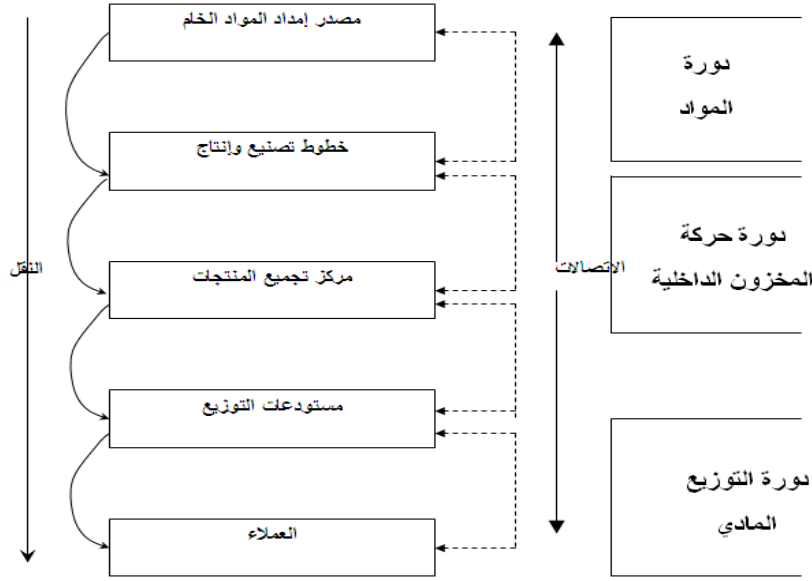 مصدر إمداد المواد الخام
خطوط تصنيع وإنتاج
مركز تجميع المنتجات
مستودعات التوزيع
العملاء
النقل
الاتصالات
دورة
المواد
دورة حركة
المخزون الداخلية
دورة التوزيع
المادي